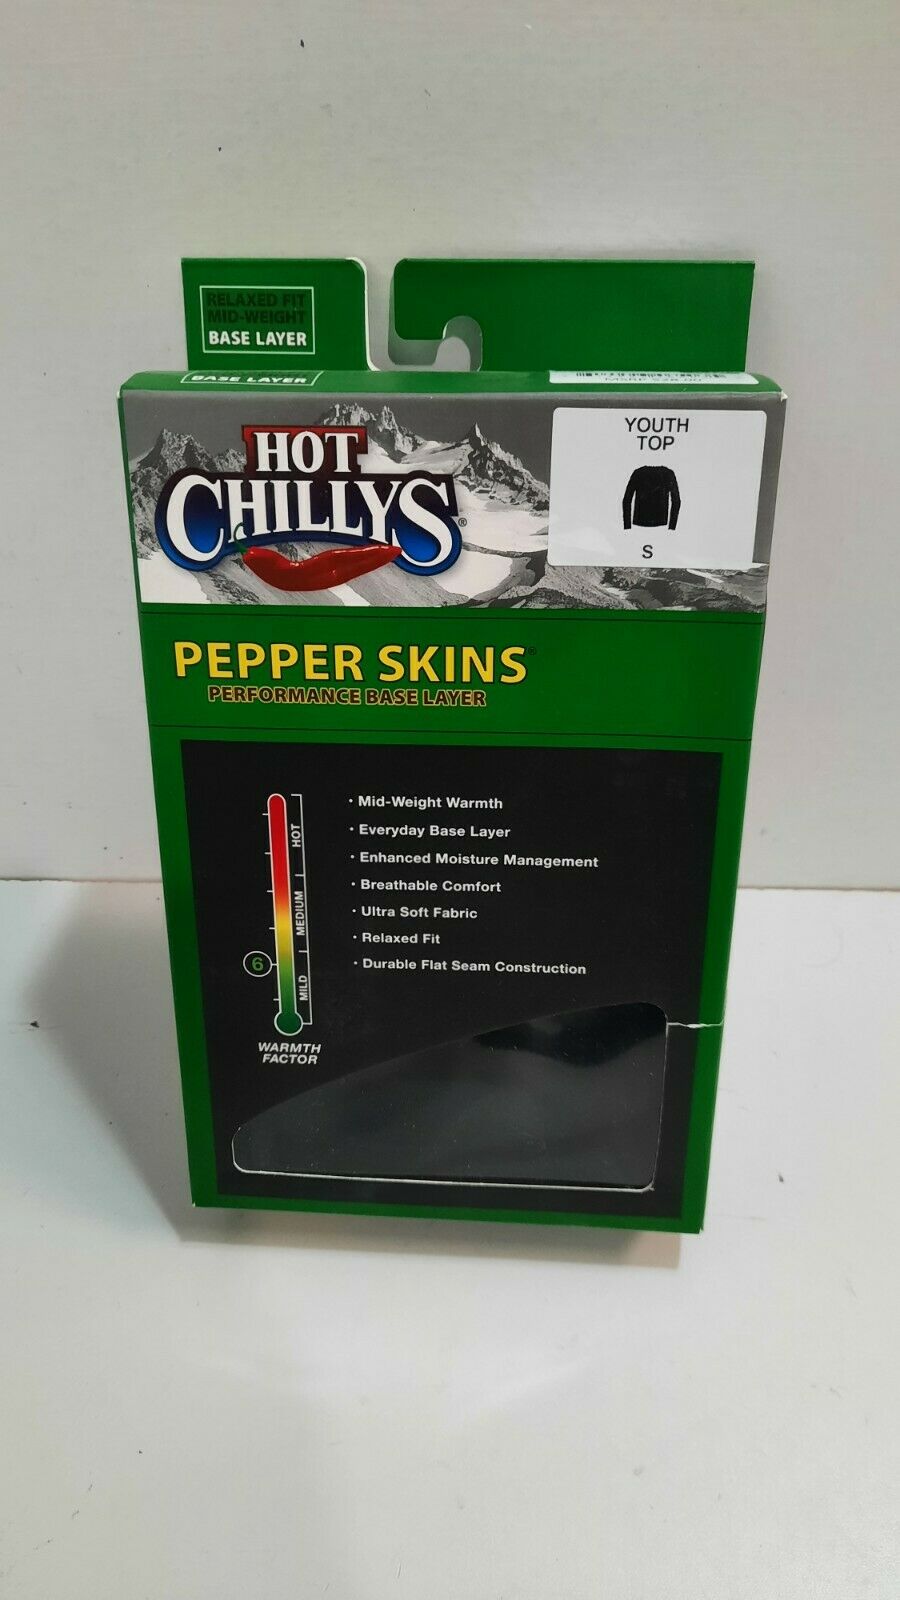 RELAXED FIT
MID-WEIGHT
BASE LAYER
BASE LAYER
HOT
CHILLYS®
YOUTH
TOP
S
PEPPER SKINS®
PERFORMANCE BASE LAYER
HOT
MEDIUM
MILD
6
WARMTH
FACTOR
· Mid-Weight Warmth
· Everyday Base Layer
· Enhanced Moisture Management
· Breathable Comfort
· Ultra Soft Fabric
· Relaxed Fit
· Durable Flat Seam Construction